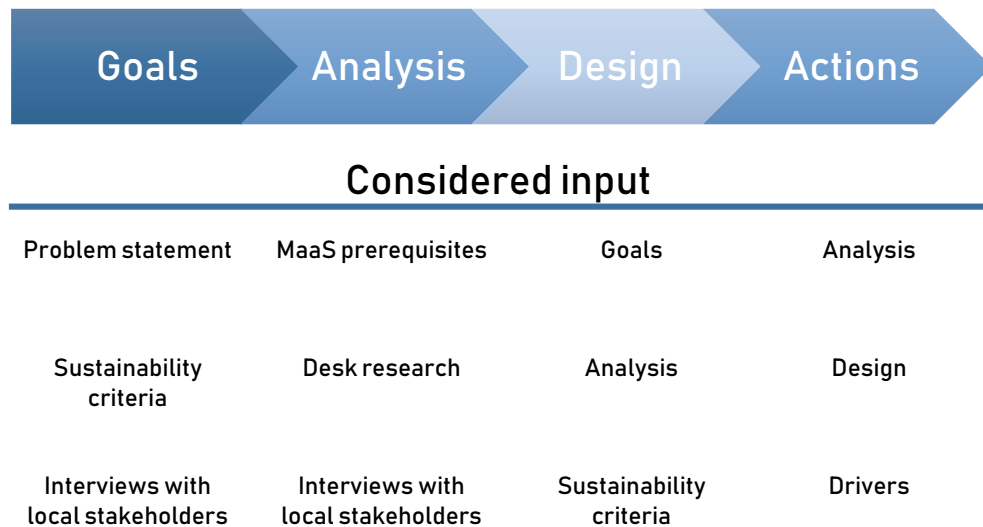 Goals Analysis Design Actions
Considered input
Problem statement MaaS prerequisites Goals Analysis
Sustainability Desk research Analysis Design
criteria
Interviews with Interviews with Sustainability Drivers
local stakeholders local stakeholders criteria